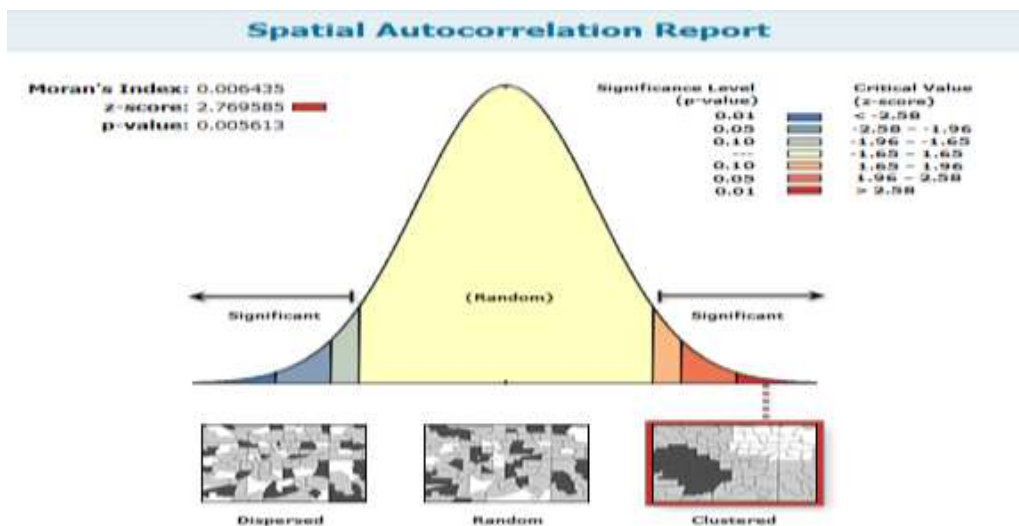 Spatial Autocorrelation Report
Moran's Index: 0.006435
z-score: 2.769585
p-value: 0.005613
Significance Level (p-value)
Critical Value (z-score)
0.01 < -2.58
0.05 -2.58 – -1.96
0.10 -1.96 – -1.65
--- -1.65 – 1.65
0.10 1.65 – 1.96
0.05 1.96 – 2.58
0.01 > 2.58
Significant
(Random)
Significant
Dispersed
Random
Clustered